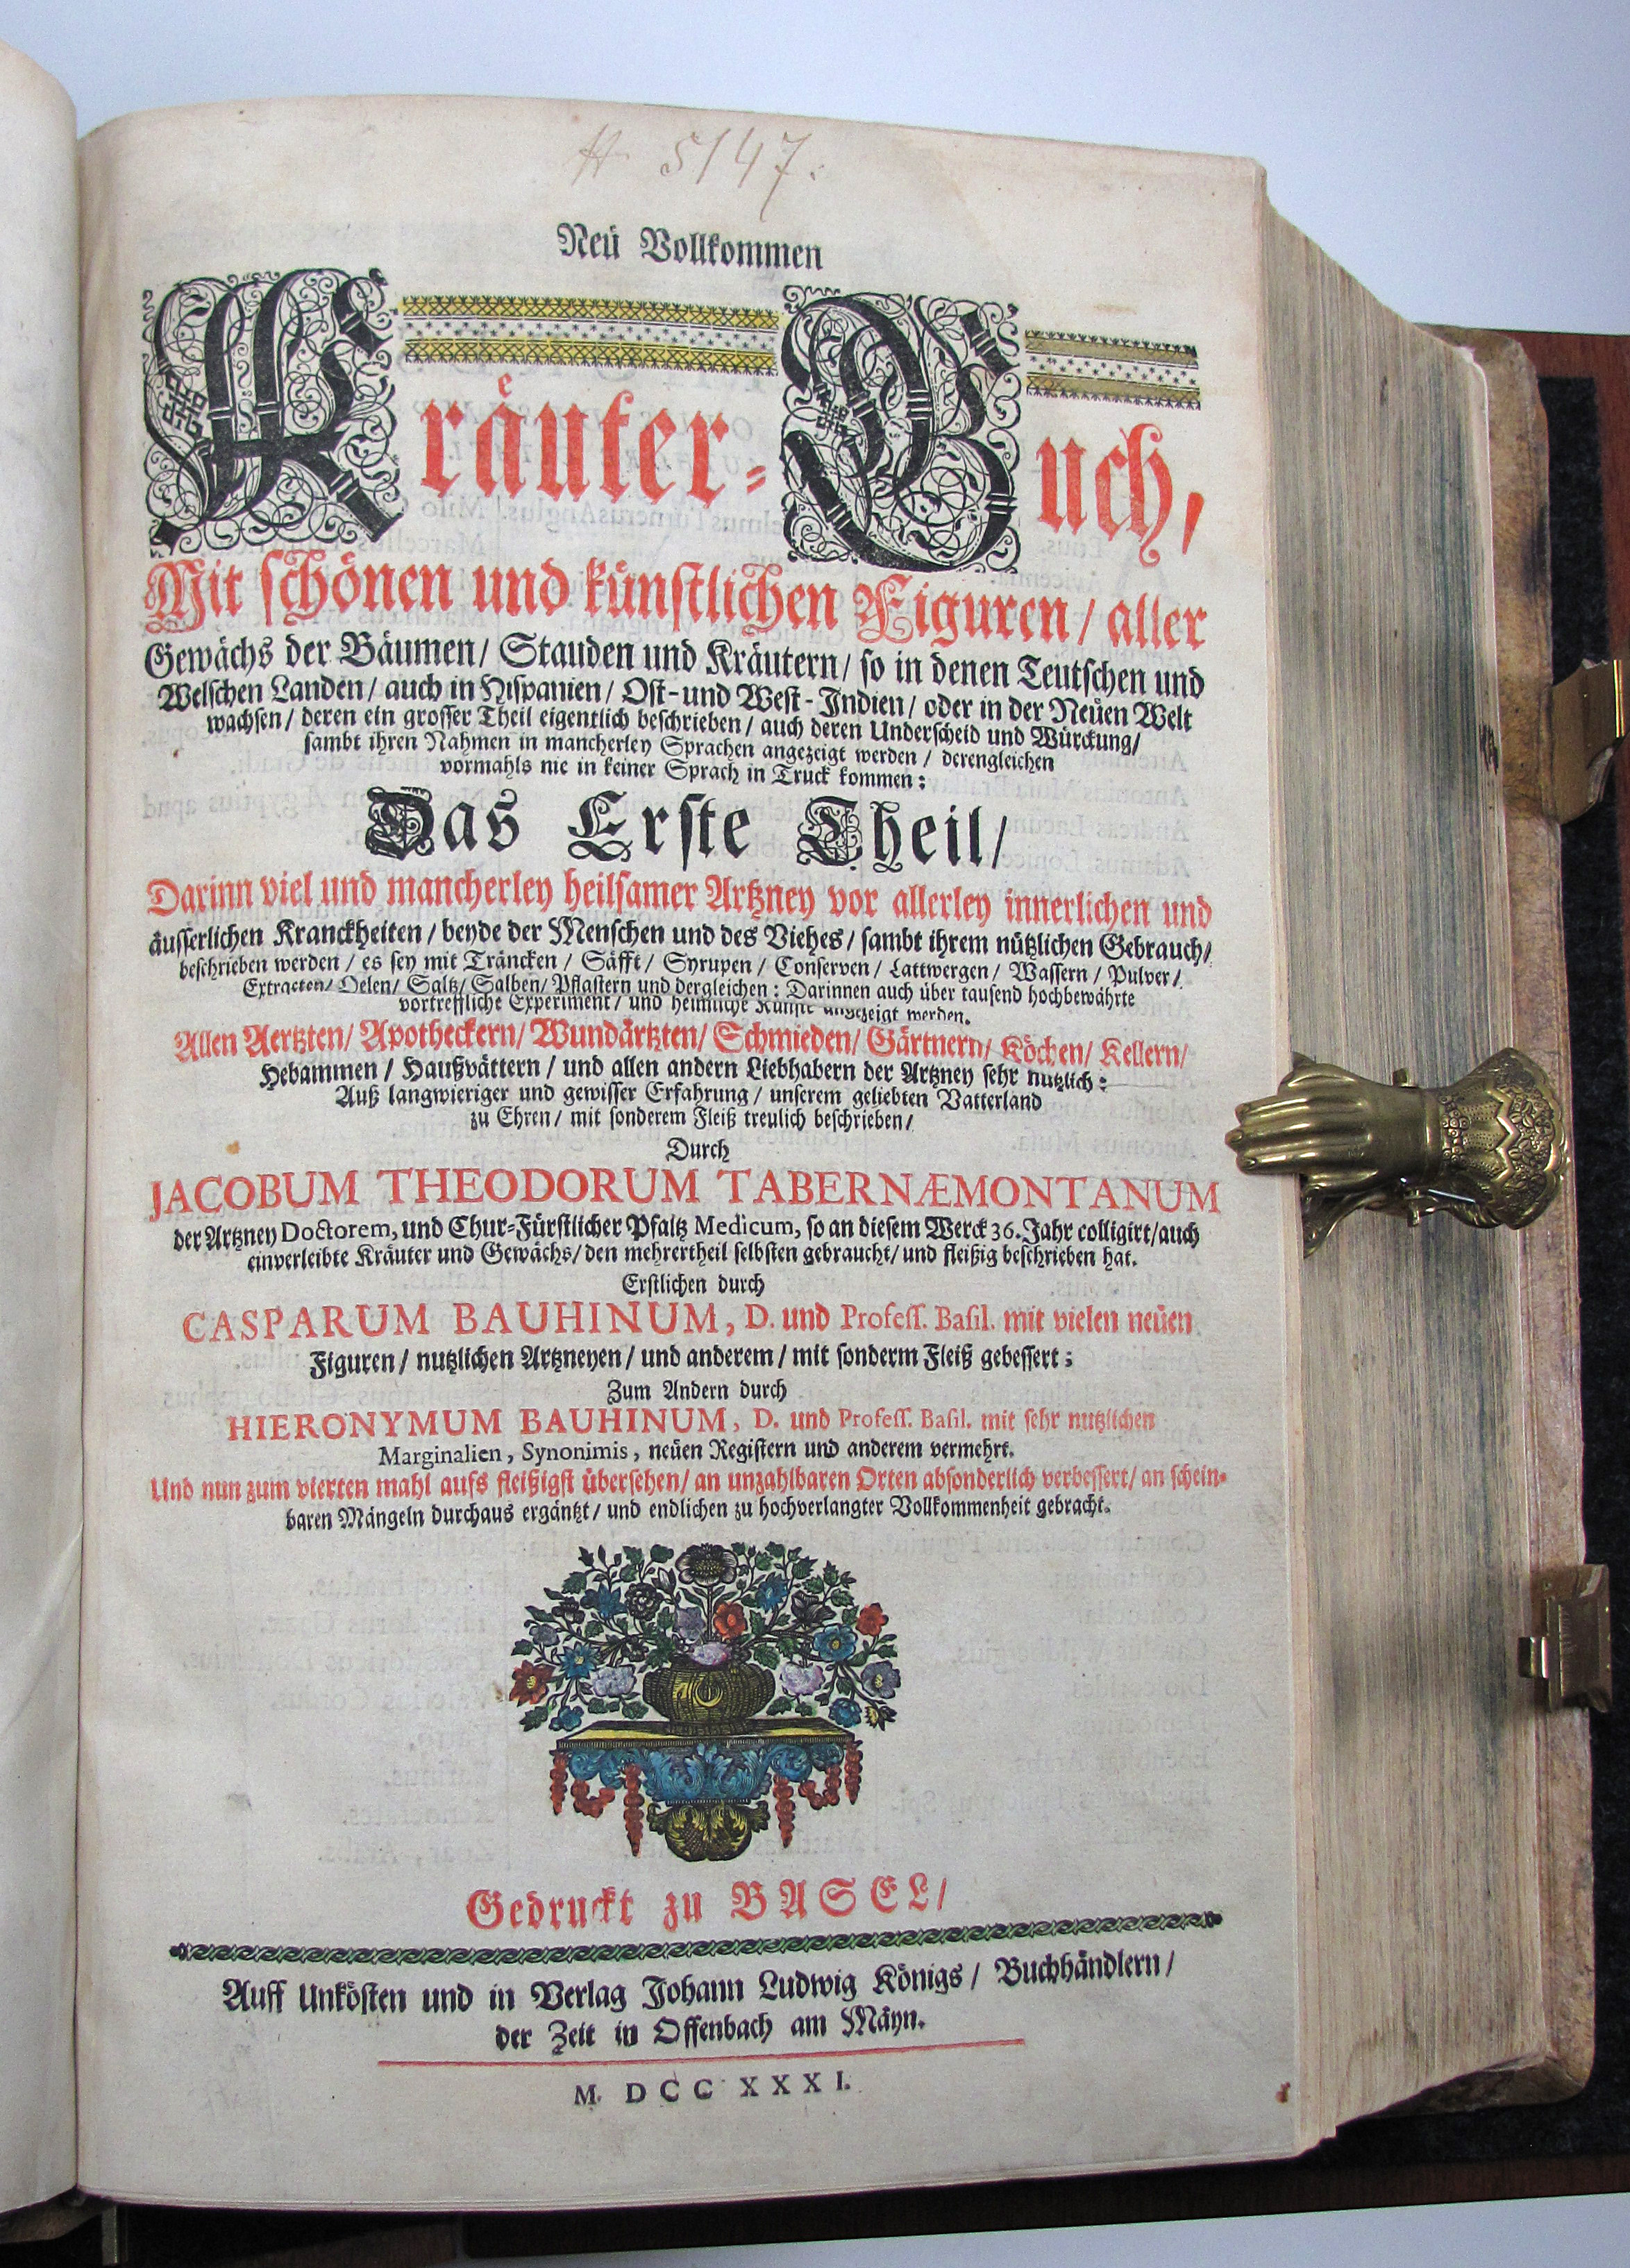 5147.
Neü Vollkommen
Kräuter-Buch,
Mit schönen und künstlichen Figuren/ aller
Gewächs der Bäumen/ Stauden und Kräutern/ so in denen Teutschen und
Welschen Landen/ auch in Hispanien/ Ost- und West-Indien/ oder in der Neüen Welt
wachsen/ deren ein grosser Theil eigentlich beschrieben/ auch deren Underscheid und Würckung/
sambt ihren Nahmen in mancherley Sprachen angezeigt werden/ derengleichen
vormahls nie in keiner Sprach in Truck kommen:
Das Erste Theil/
Darinn viel und mancherley heilsamer Artzney vor allerley innerlichen und
äusserlichen Kranckheiten/ beyde der Menschen und des Viehes/ sambt ihrem nützlichen Gebrauch/
beschrieben werden/ es sey mit Träncken/ Säfft/ Syrupen/ Conserven/ Lattwergen/ Wassern/ Pulver/
Extracten/ Oelen/ Saltz/ Salben/ Pflastern und dergleichen: Darinnen auch über tausend hochbewährte
vortreffliche Experiment/ und heimliche Künste angezeigt werden.
Allen Aertzten/ Apotheckern/ Wundärtzten/ Schmieden/ Gärtnern/ Köchen/ Kellern/
Hebammen/ Haußvättern/ und allen andern Liebhabern der Artzney sehr nutzlich:
Auß langwieriger und gewisser Erfahrung/ unserem geliebten Vatterland
zu Ehren/ mit sonderem Fleiß treulich beschrieben/
Durch
JACOBUM THEODORUM TABERNÆMONTANUM
der Artzney Doctorem, und Chur-Fürstlicher Pfaltz Medicum, so an diesem Werck 36. Jahr colligirt/ auch
einverleibte Kräuter und Gewächs/ den mehrertheil selbsten gebraucht/ und fleißig beschrieben hat.
Erstlichen durch
CASPARUM BAUHINUM, D. und Profess. Basil. mit vielen neüen
Figuren/ nutzlichen Artzneyen/ und anderem/ mit sonderm Fleiß gebessert;
Zum Andern durch
HIERONYMUM BAUHINUM, D. und Profess. Basil. mit sehr nutzlichen
Marginalien, Synonimis, neüen Registern und anderem vermehrt.
Und nun zum vierten mahl aufs fleißigst übersehen/ an unzahlbaren Orten absonderlich verbessert/ an schein-
baren Mängeln durchaus ergäntzt/ und endlichen zu hochverlangter Vollkommenheit gebracht.
Gedruckt zu BASEL/
Auff Unkösten und in Verlag Johann Ludwig Königs/ Buchhändlern/
der Zeit in Offenbach am Mäyn.
M. DCC XXXI.